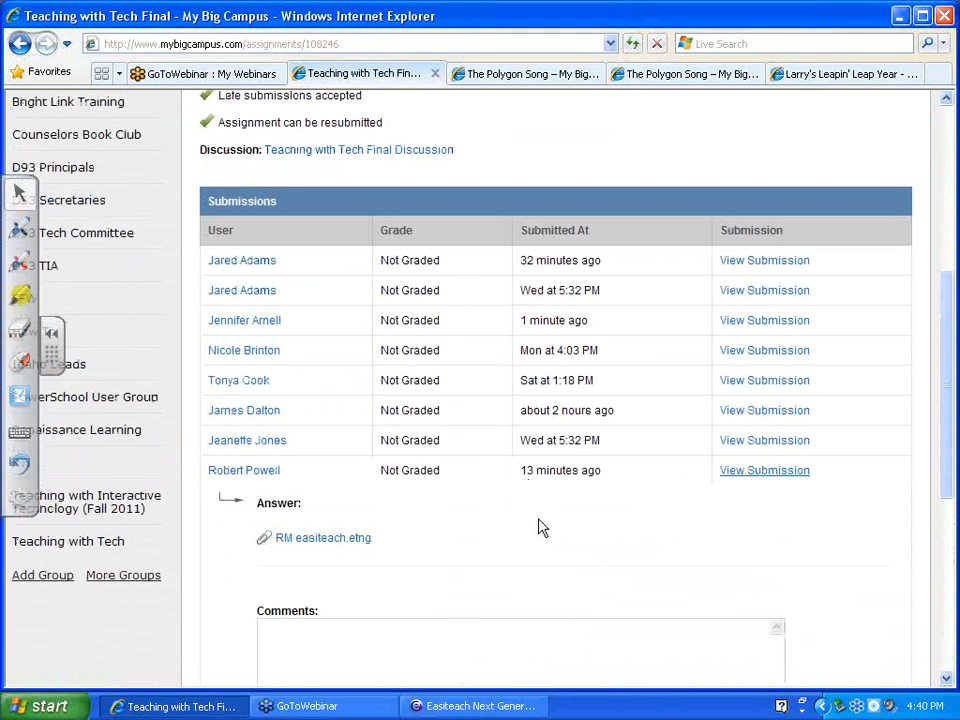 Teaching with Tech Final - My Big Campus - Windows Internet Explorer
http://www.mybigcampus.com/assignments/108246
Live Search
Favorites
GoToWebinar : My Webinars
Teaching with Tech Fin...
The Polygon Song – My Big...
The Polygon Song – My Big...
Larry's Leapin' Leap Year - ...
Bright Link Training
Counselors Book Club
D93 Principals
Secretaries
Tech Committee
TIA
Leads
PowerSchool User Group
Renaissance Learning
Teaching with Interactive
Technology (Fall 2011)
Teaching with Tech
Add Group More Groups
Late submissions accepted
Assignment can be resubmitted
Discussion: Teaching with Tech Final Discussion
Submissions
User Grade Submitted At Submission
Jared Adams Not Graded 32 minutes ago View Submission
Jared Adams Not Graded Wed at 5:32 PM View Submission
Jennifer Arnell Not Graded 1 minute ago View Submission
Nicole Brinton Not Graded Mon at 4:03 PM View Submission
Tonya Cook Not Graded Sat at 1:18 PM View Submission
James Dalton Not Graded about 2 hours ago View Submission
Jeanette Jones Not Graded Wed at 5:32 PM View Submission
Robert Powell Not Graded 13 minutes ago View Submission
Answer:
RM easiteach.etng
Comments:
start
Teaching with Tech Fi...
GoToWebinar
Easiteach Next Gener...
4:40 PM